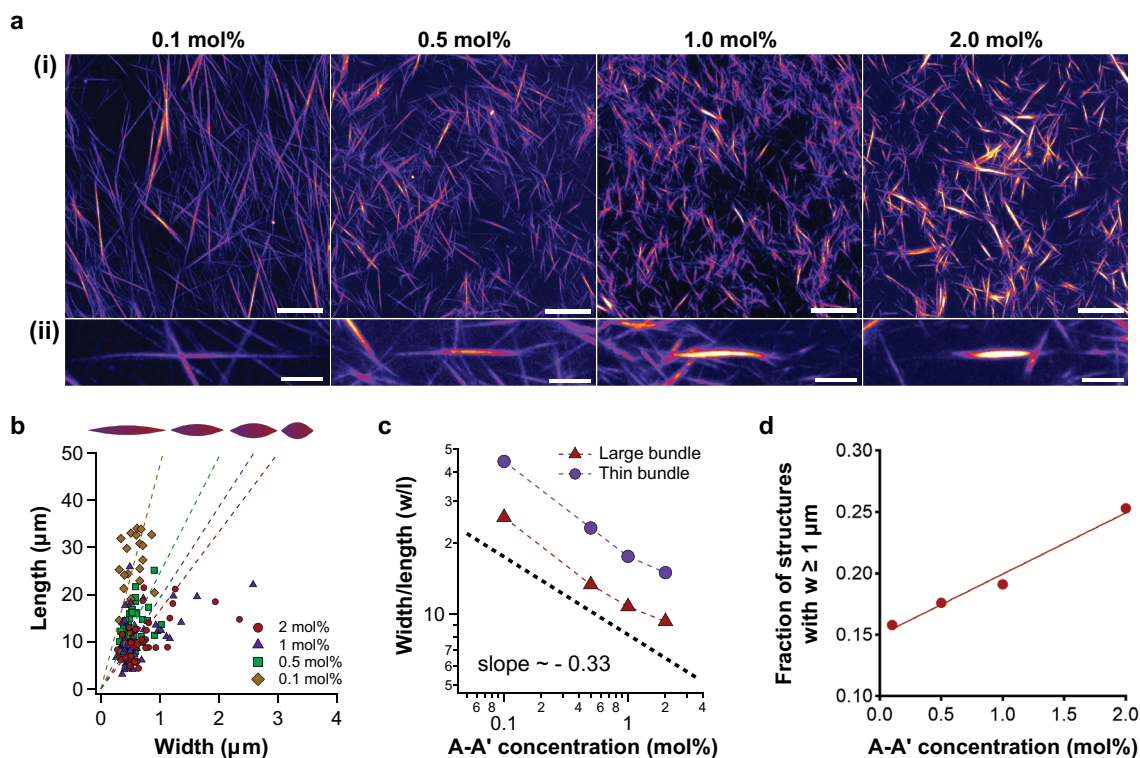 a
0.1 mol% 0.5 mol% 1.0 mol% 2.0 mol%
(i)
(ii)
b
50
40
30
20
10
0
0 1 2 3 4
Length (µm)
Width (µm)
2 mol%
1 mol%
0.5 mol%
0.1 mol%
c
5
4
3
2
10
9
8
7
6
5
6 8 2 4 6 8 2 4
0.1 1
Width/length (w/l)
A-A' concentration (mol%)
Large bundle
Thin bundle
slope ~ - 0.33
d
0.30
0.25
0.20
0.15
0.10
0.0 0.5 1.0 2.0
Fraction of structures
with w ≥ 1 µm
A-A' concentration (mol%)